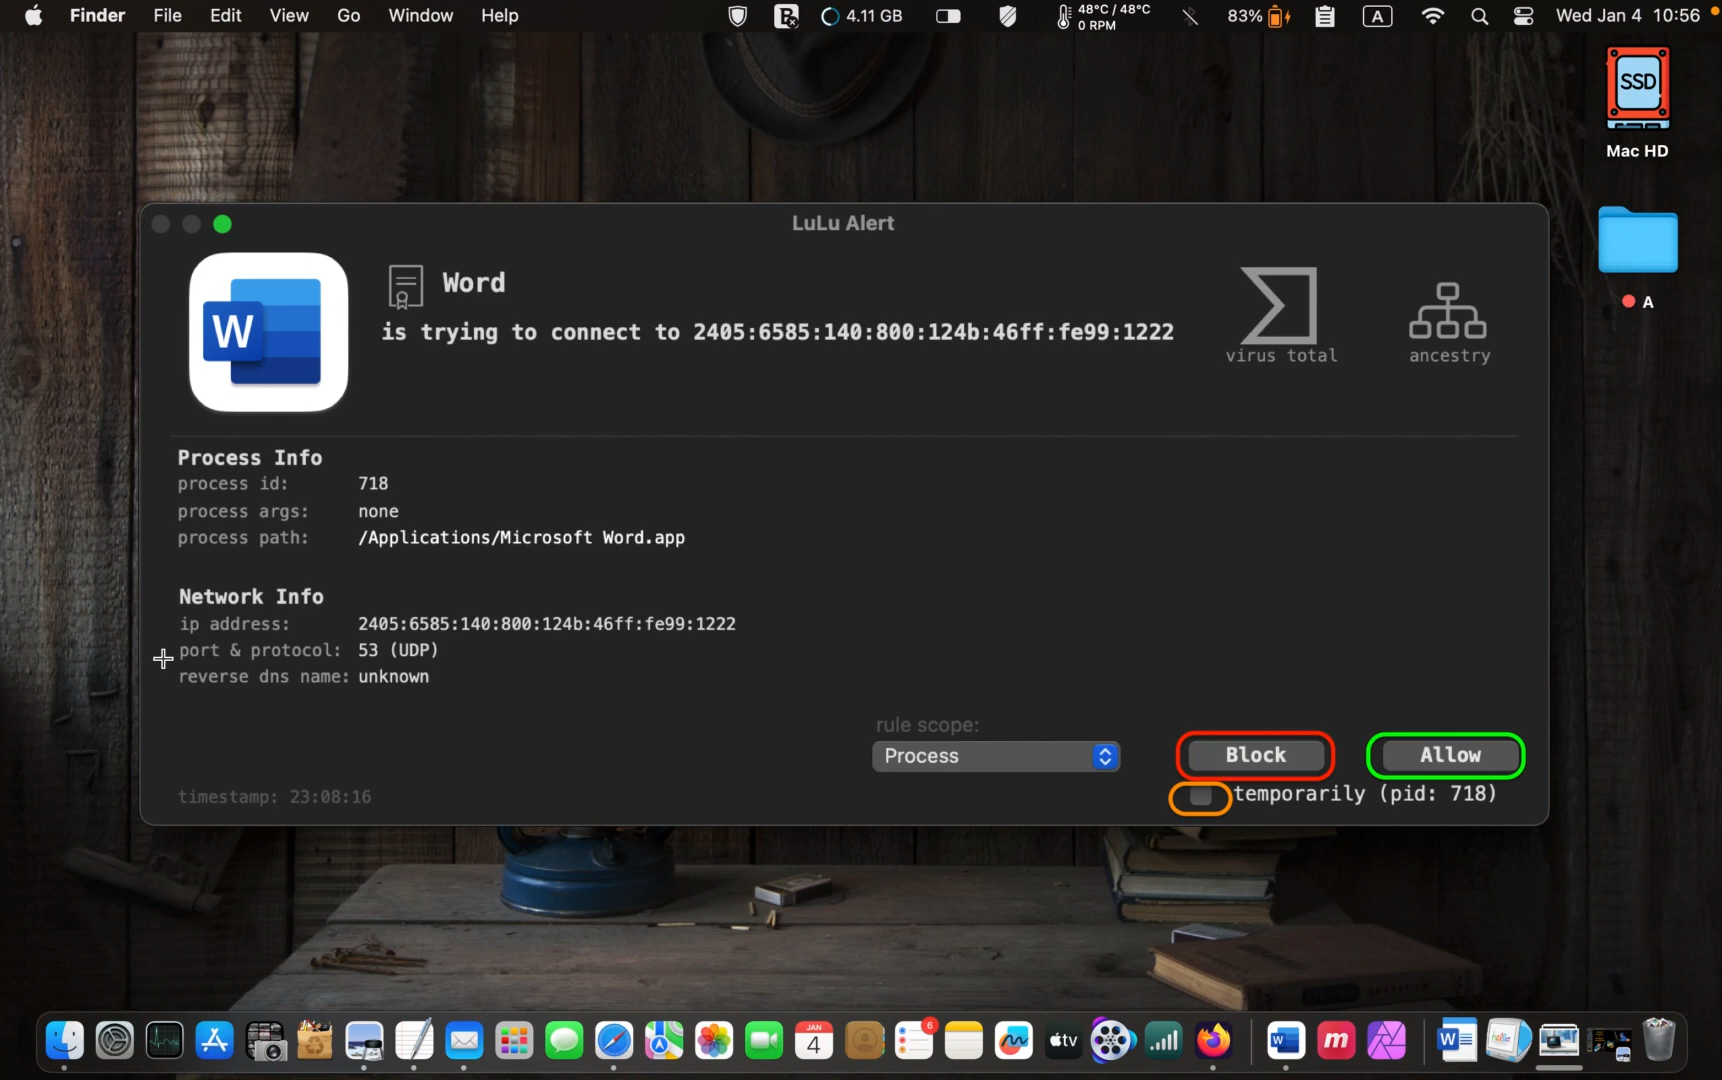 Finder File Edit View Go Window Help 4.11 GB 48°C / 48°C 0 RPM 83% A Wed Jan 4 10:56
SSD
Mac HD
A
LuLu Alert
W
Word
is trying to connect to 2405:6585:140:800:124b:46ff:fe99:1222
virus total
ancestry
Process Info
process id: 718
process args: none
process path: /Applications/Microsoft Word.app
Network Info
ip address: 2405:6585:140:800:124b:46ff:fe99:1222
port & protocol: 53 (UDP)
reverse dns name: unknown
rule scope:
Process
Block
Allow
temporarily (pid: 718)
timestamp: 23:08:16
JAN
4
6
tv
W
m
W
hello